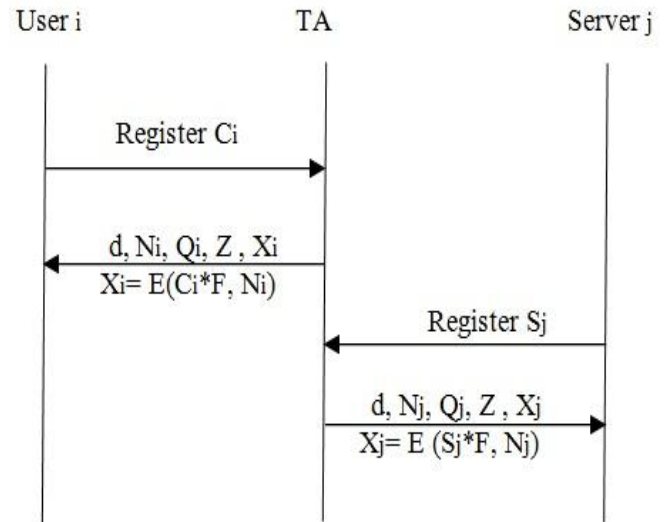 User i TA Server j
Register Ci
d, Ni, Qi, Z , Xi
Xi= E(Ci*F, Ni)
Register Sj
d, Nj, Qj, Z , Xj
Xj= E (Sj*F, Nj)